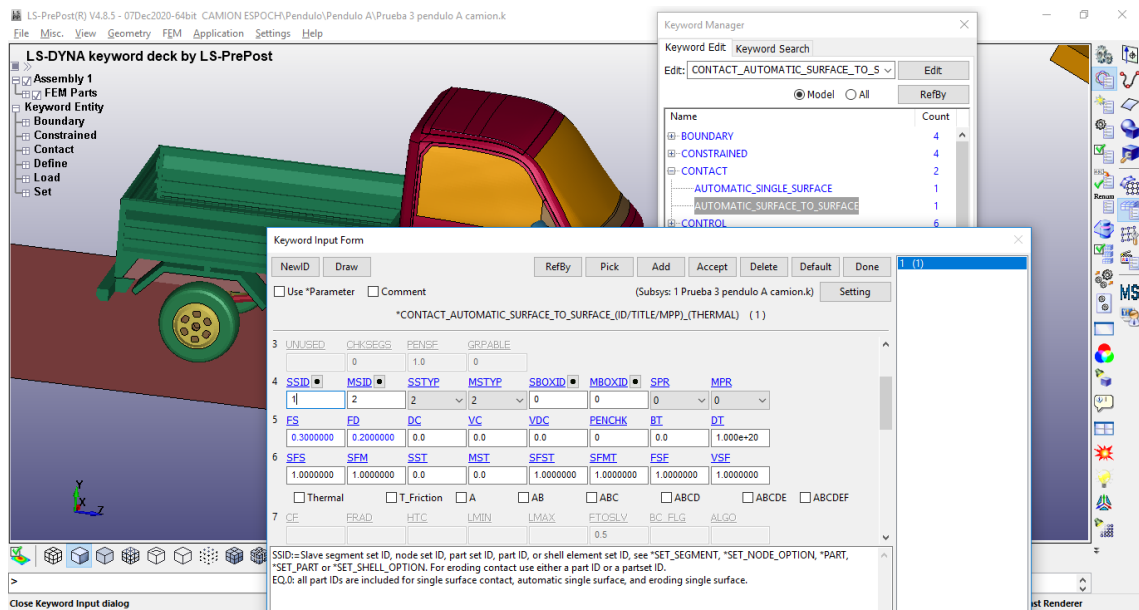 LS-PrePost(R) V4.8.5 - 07Dec2020-64bit CAMION ESPOCH\Pendulo\Pendulo A\Prueba 3 pendulo A camion.k
File Misc. View Geometry FEM Application Settings Help
LS-DYNA keyword deck by LS-PrePost
Assembly 1
FEM Parts
Keyword Entity
Boundary
Constrained
Contact
Define
Load
Set
Keyword Manager
Keyword Edit Keyword Search
Edit: CONTACT_AUTOMATIC_SURFACE_TO_S Edit
Model All RefBy
Name Count
BOUNDARY 4
CONSTRAINED 4
CONTACT 2
AUTOMATIC_SINGLE_SURFACE 1
AUTOMATIC_SURFACE_TO_SURFACE 1
CONTROL 6
Keyword Input Form
NewID Draw RefBy Pick Add Accept Delete Default Done
1 (1)
Use *Parameter Comment (Subsys: 1 Prueba 3 pendulo A camion.k) Setting
*CONTACT_AUTOMATIC_SURFACE_TO_SURFACE_(ID/TITLE/MPP)_(THERMAL) (1)
3 UNUSED CHKSEGS PENSF GRPABLE
0 1.0 0
4 SSID MSID SSTYP MSTYP SBOXID MBOXID SPR MPR
1 2 2 2 0 0 0 0
5 FS FD DC VC VDC PENCHK BT DT
0.3000000 0.2000000 0.0 0.0 0.0 0 0.0 1.000e+20
6 SFS SFM SST MST SFST SFMT FSF VSF
1.0000000 1.0000000 0.0 0.0 1.0000000 1.0000000 1.0000000 1.0000000
Thermal T_Friction A AB ABC ABCD ABCDE ABCDEF
7 CF FRAD HTC LMIN LMAX FTOSLV BC_FLG ALGO
0.5
SSID:=Slave segment set ID, node set ID, part set ID, part ID, or shell element set ID, see *SET_SEGMENT, *SET_NODE_OPTION, *PART,
*SET_PART or *SET_SHELL_OPTION. For eroding contact use either a part ID or a partset ID.
EQ.0: all part IDs are included for single surface contact, automatic single surface, and eroding single surface.
Y
X
Z
>
Close Keyword Input dialog
st Renderer
Renum
MS